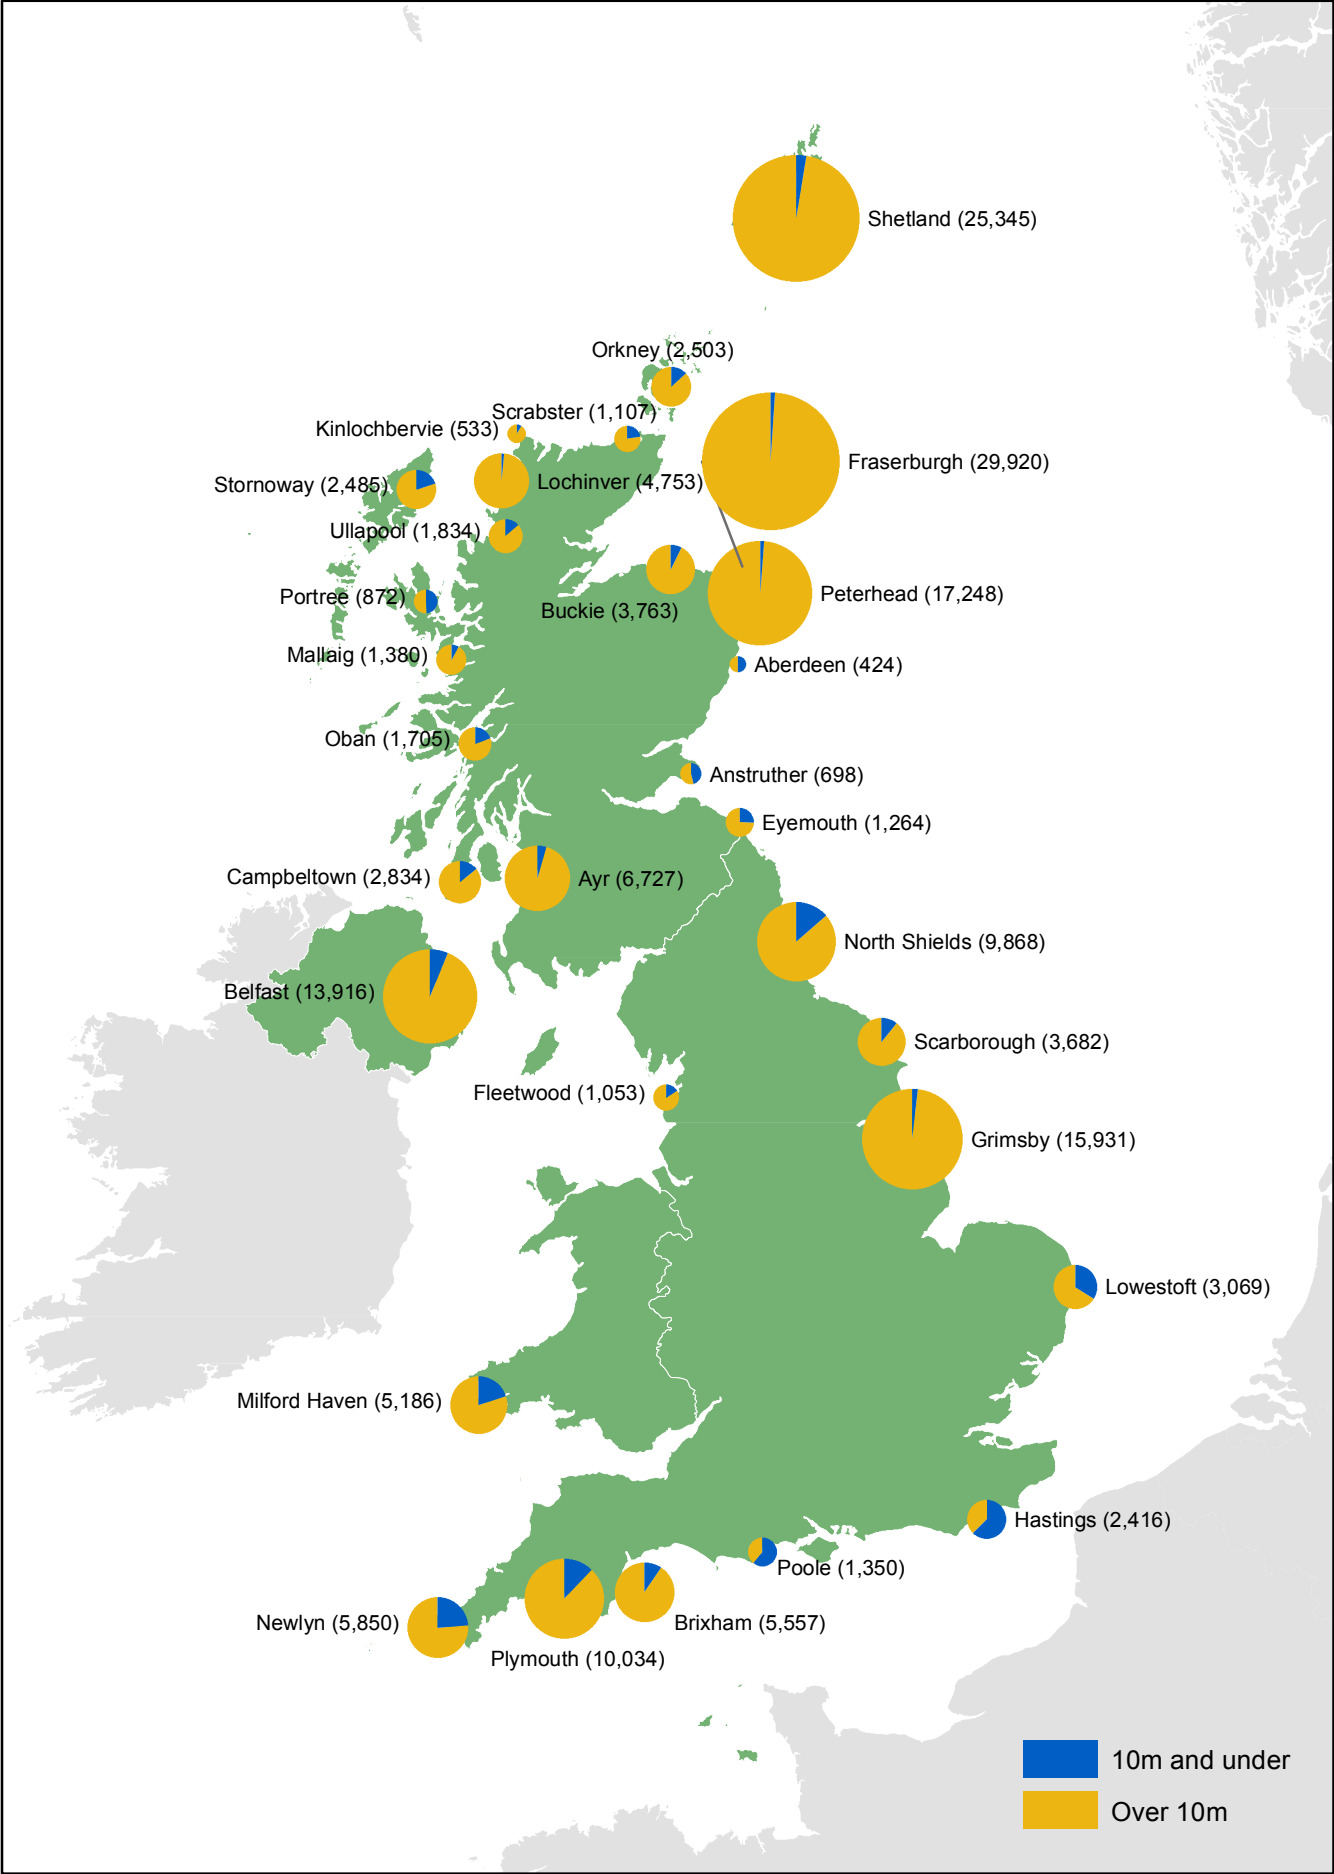 Shetland (25,345)
Orkney (2,503)
Scrabster (1,107)
Kinlochbervie (533)
Fraserburgh (29,920)
Lochinver (4,753)
Stornoway (2,485)
Ullapool (1,834)
Peterhead (17,248)
Portree (872)
Buckie (3,763)
Mallaig (1,380)
Aberdeen (424)
Oban (1,705)
Anstruther (698)
Eyemouth (1,264)
Campbeltown (2,834)
Ayr (6,727)
North Shields (9,868)
Belfast (13,916)
Scarborough (3,682)
Fleetwood (1,053)
Grimsby (15,931)
Lowestoft (3,069)
Milford Haven (5,186)
Hastings (2,416)
Poole (1,350)
Newlyn (5,850)
Brixham (5,557)
Plymouth (10,034)
10m and under
Over 10m